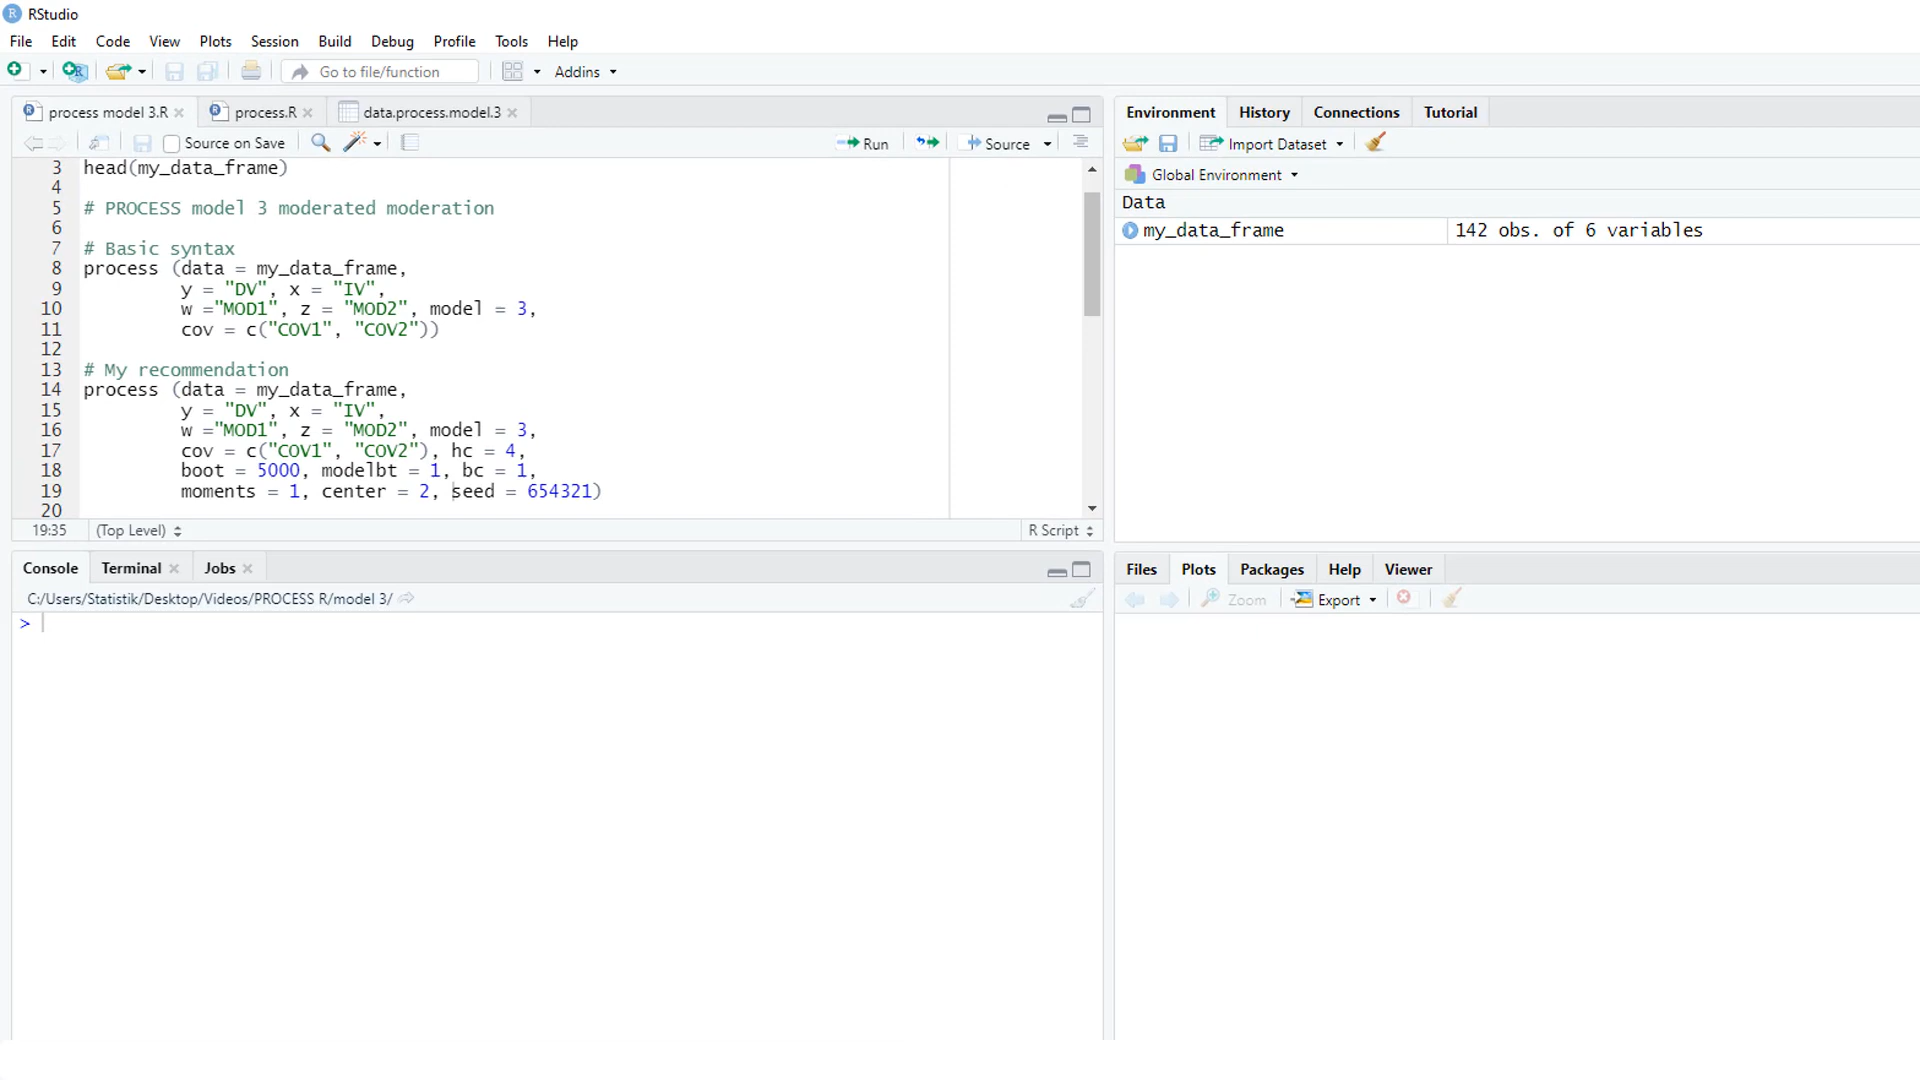 RStudio
File Edit Code View Plots Session Build Debug Profile Tools Help
Go to file/function Addins
process model 3.R process.R data.process.model.3
Source on Save Run Source
3 head(my_data_frame)
4
5 # PROCESS model 3 moderated moderation
6
7 # Basic syntax
8 process (data = my_data_frame,
9 y = "DV", x = "IV",
10 w ="MOD1", z = "MOD2", model = 3,
11 cov = c("COV1", "COV2"))
12
13 # My recommendation
14 process (data = my_data_frame,
15 y = "DV", x = "IV",
16 w ="MOD1", z = "MOD2", model = 3,
17 cov = c("COV1", "COV2"), hc = 4,
18 boot = 5000, modelbt = 1, bc = 1,
19 moments = 1, center = 2, seed = 654321)
20
19:35 (Top Level) R Script
Console Terminal Jobs
C:/Users/Statistik/Desktop/Videos/PROCESS R/model 3/
>
Environment History Connections Tutorial
Import Dataset
Global Environment
Data
my_data_frame 142 obs. of 6 variables
Files Plots Packages Help Viewer
Zoom Export